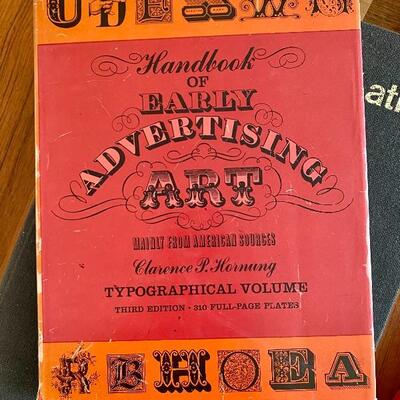 Handbook
OF
EARLY
ADVERTISING
ART
MAINLY FROM AMERICAN SOURCES
Clarence P. Hornung
TYPOGRAPHICAL VOLUME
THIRD EDITION · 310 FULL-PAGE PLATES
R L H O E A